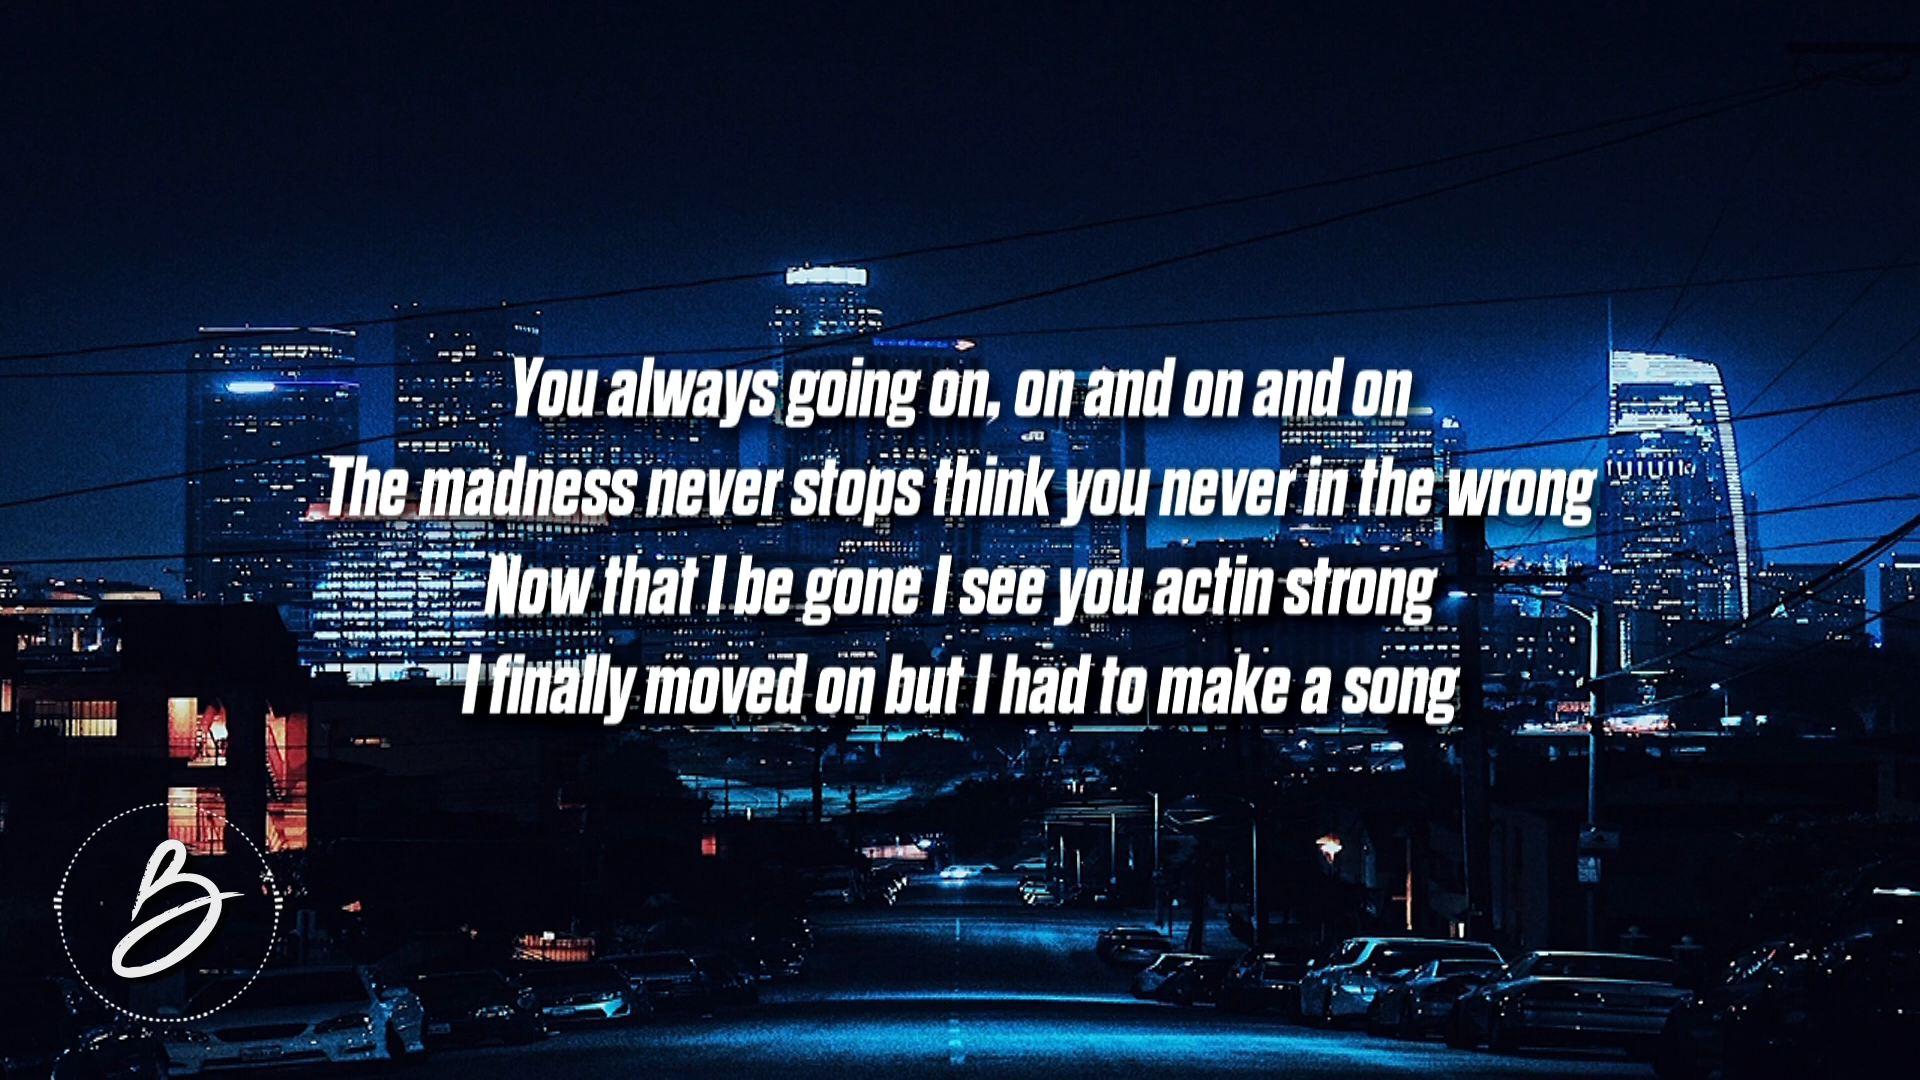 You always going on, on and on and on
The madness never stops think you never in the wrong
Now that I be gone I see you actin strong
I finally moved on but I had to make a song
B